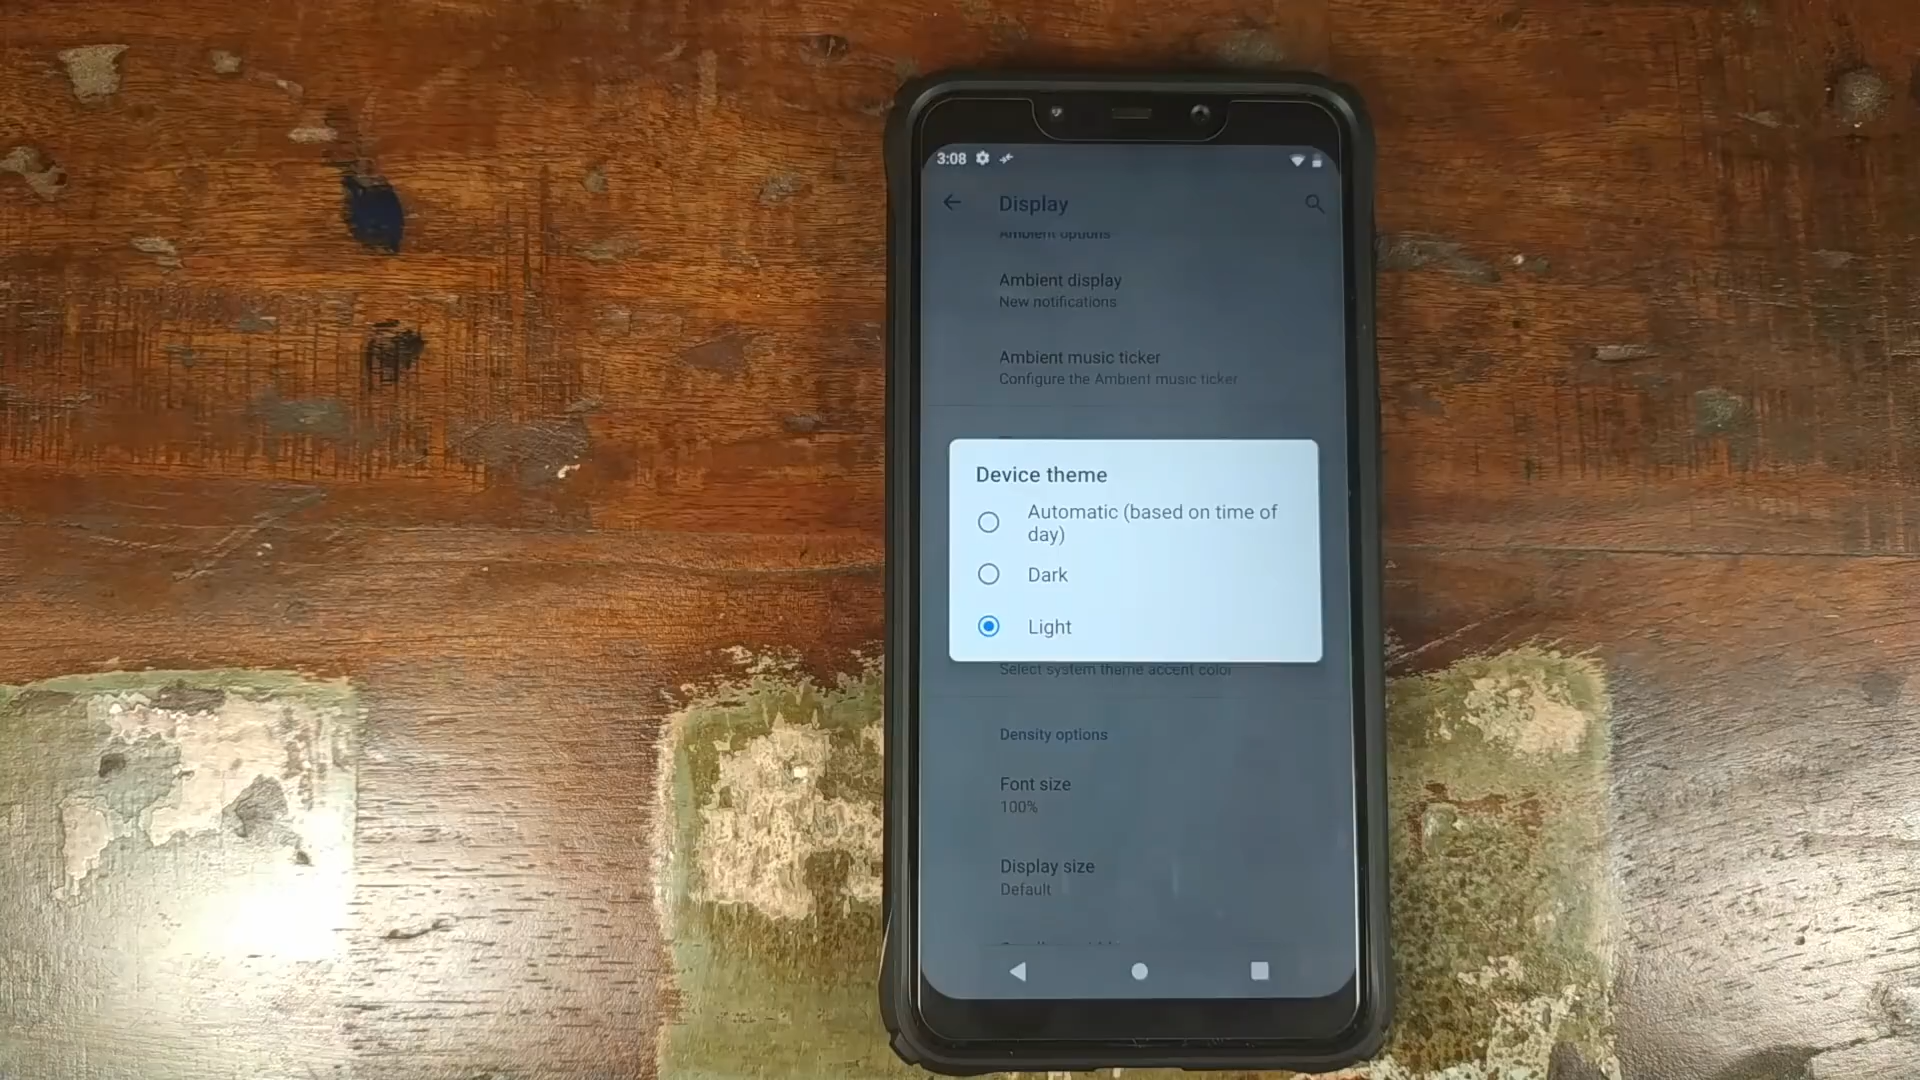 3:08
Display
Ambient options
Ambient display
New notifications
Ambient music ticker
Configure the Ambient music ticker
Device theme
Automatic (based on time of
day)
Dark
Light
Select system theme accent color
Density options
Font size
100%
Display size
Default